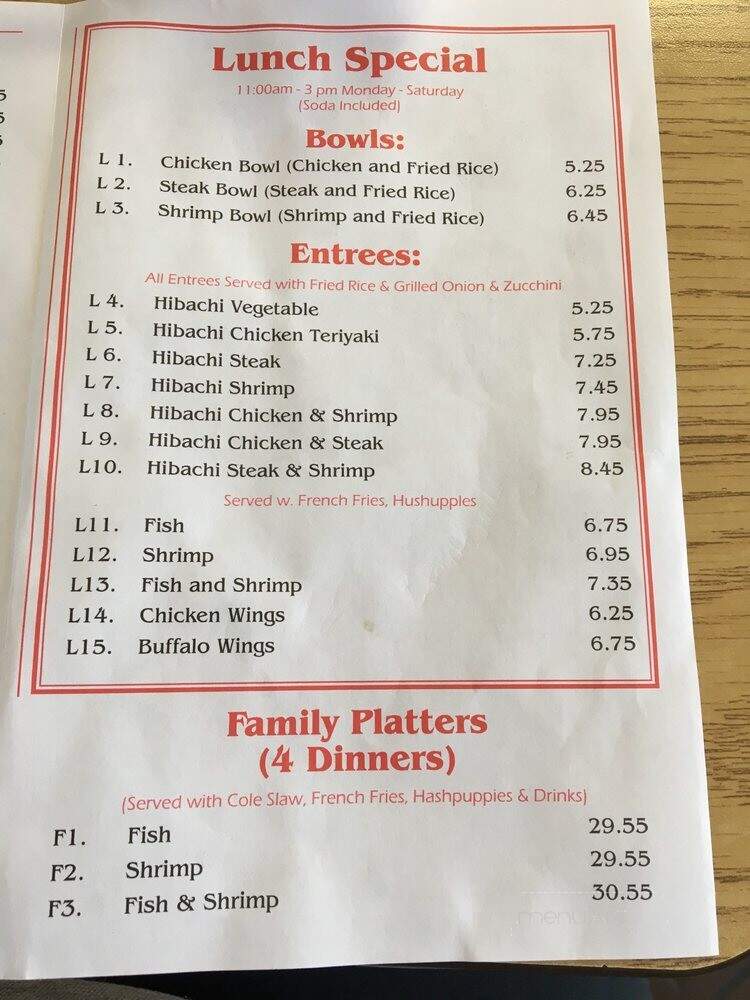 Lunch Special
11:00am - 3 pm Monday - Saturday
(Soda Included)
Bowls:
L 1. Chicken Bowl (Chicken and Fried Rice) 5.25
L 2. Steak Bowl (Steak and Fried Rice) 6.25
L 3. Shrimp Bowl (Shrimp and Fried Rice) 6.45
Entrees:
All Entrees Served with Fried Rice & Grilled Onion & Zucchini
L 4. Hibachi Vegetable 5.25
L 5. Hibachi Chicken Teriyaki 5.75
L 6. Hibachi Steak 7.25
L 7. Hibachi Shrimp 7.45
L 8. Hibachi Chicken & Shrimp 7.95
L 9. Hibachi Chicken & Steak 7.95
L10. Hibachi Steak & Shrimp 8.45
Served w. French Fries, Hushupples
L11. Fish 6.75
L12. Shrimp 6.95
L13. Fish and Shrimp 7.35
L14. Chicken Wings 6.25
L15. Buffalo Wings 6.75
Family Platters
(4 Dinners)
(Served with Cole Slaw, French Fries, Hashpuppies & Drinks)
F1. Fish 29.55
F2. Shrimp 29.55
F3. Fish & Shrimp 30.55